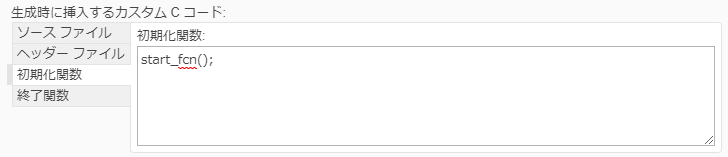 生成時に挿入するカスタム C コード:
ソース ファイル
ヘッダー ファイル
初期化関数
終了関数
初期化関数:
start_fcn();